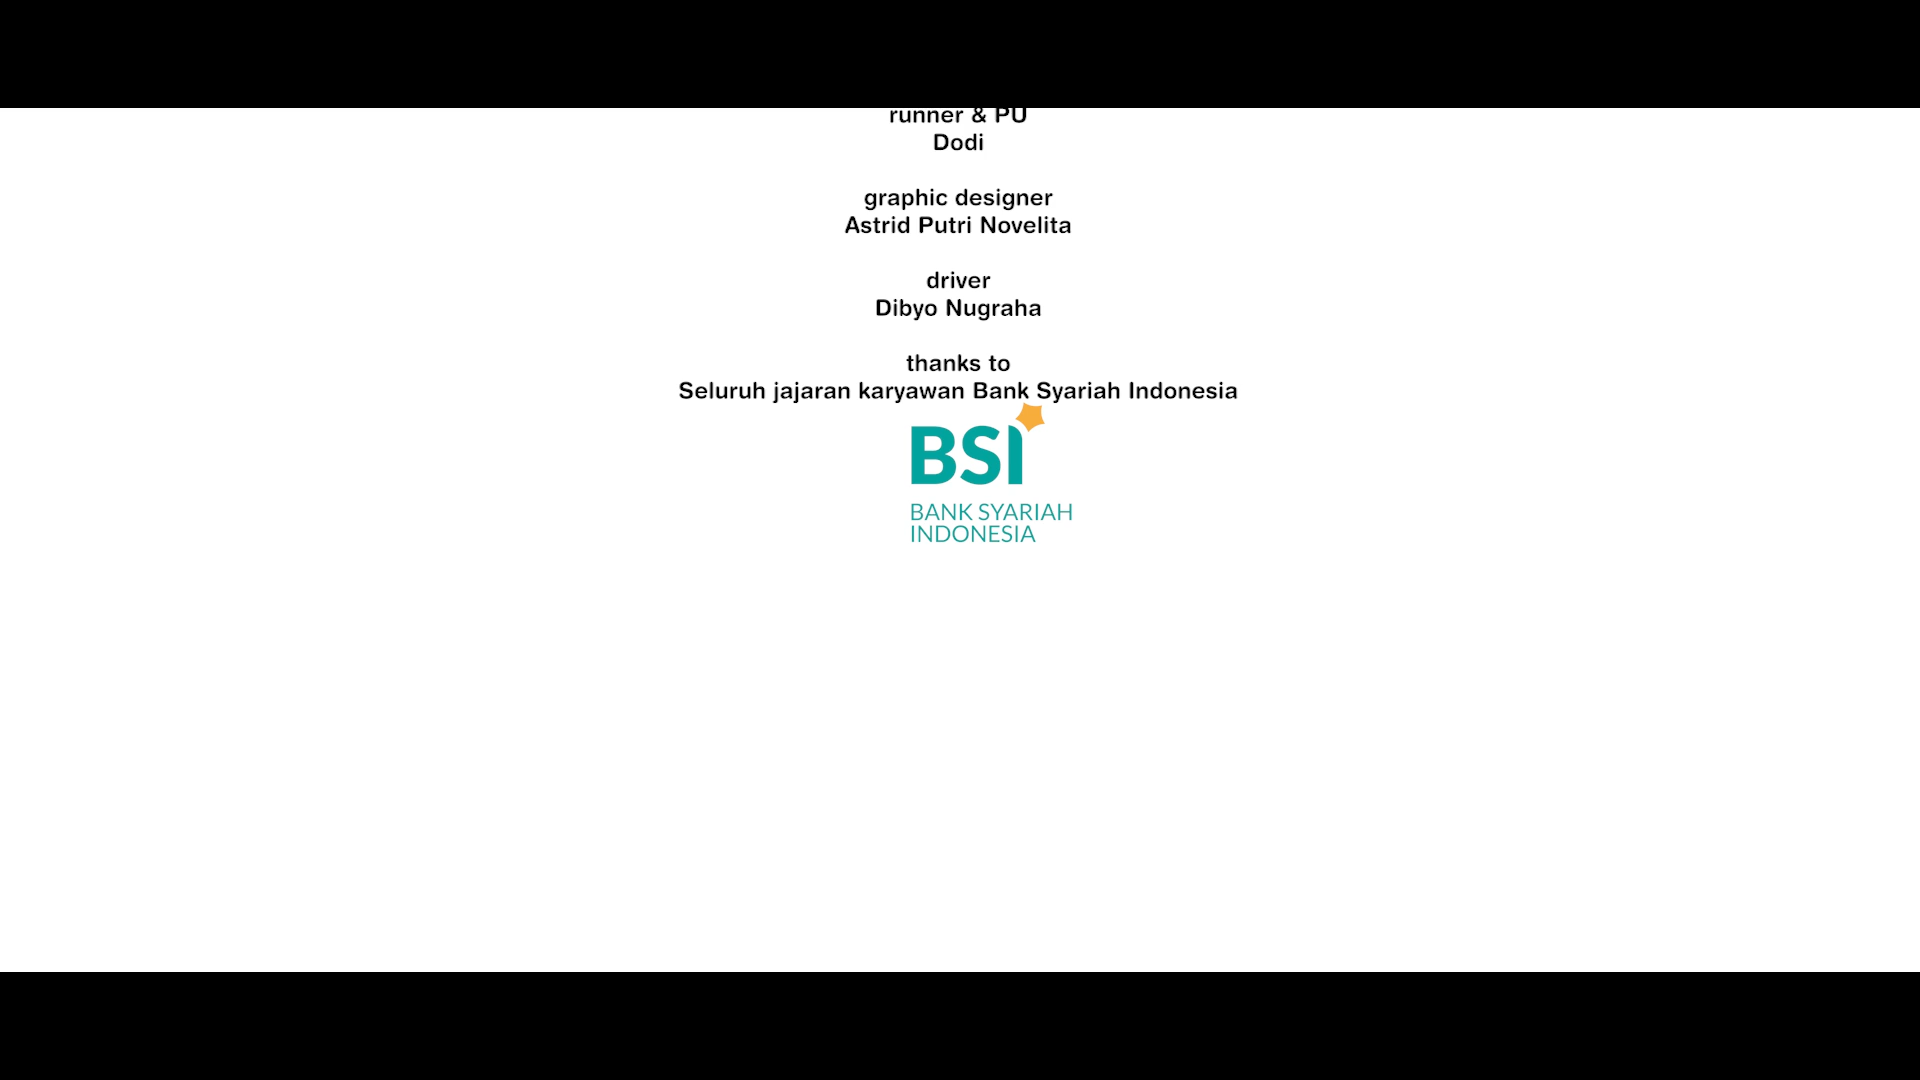 runner & PU
Dodi
graphic designer
Astrid Putri Novelita
driver
Dibyo Nugraha
thanks to
Seluruh jajaran karyawan Bank Syariah Indonesia
BSI
BANK SYARIAH
INDONESIA